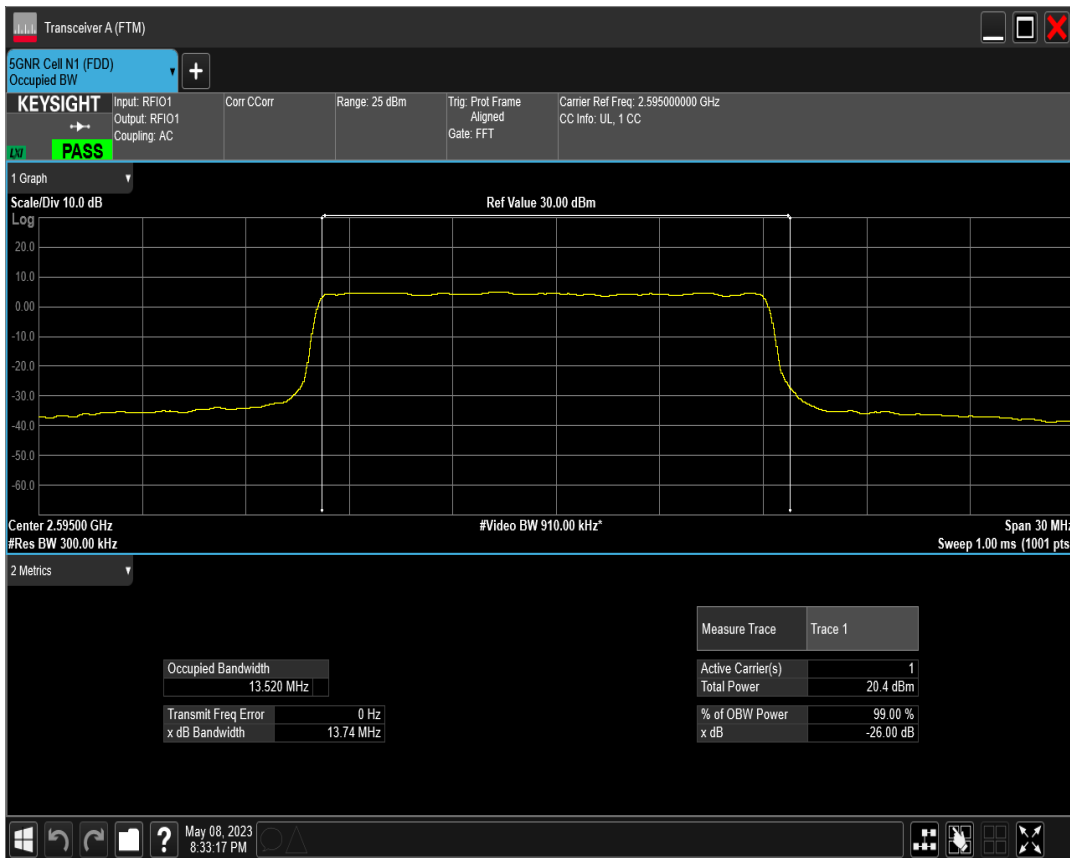 Transceiver A (FTM)
5GNR Cell N1 (FDD)
Occupied BW
+
KEYSIGHT
LXI
PASS
Input: RFIO1
Output: RFIO1
Coupling: AC
Corr CCorr
Range: 25 dBm
Trig: Prot Frame
Aligned
Gate: FFT
Carrier Ref Freq: 2.595000000 GHz
CC Info: UL, 1 CC
1 Graph
Scale/Div 10.0 dB
Ref Value 30.00 dBm
Log
20.0
10.0
0.00
-10.0
-20.0
-30.0
-40.0
-50.0
-60.0
Center 2.59500 GHz
#Video BW 910.00 kHz*
Span 30 MHz
#Res BW 300.00 kHz
Sweep 1.00 ms (1001 pts
2 Metrics
Measure Trace Trace 1
Occupied Bandwidth
13.520 MHz
Active Carrier(s) 1
Total Power 20.4 dBm
Transmit Freq Error 0 Hz
x dB Bandwidth 13.74 MHz
% of OBW Power 99.00 %
x dB -26.00 dB
?
May 08, 2023
8:33:17 PM